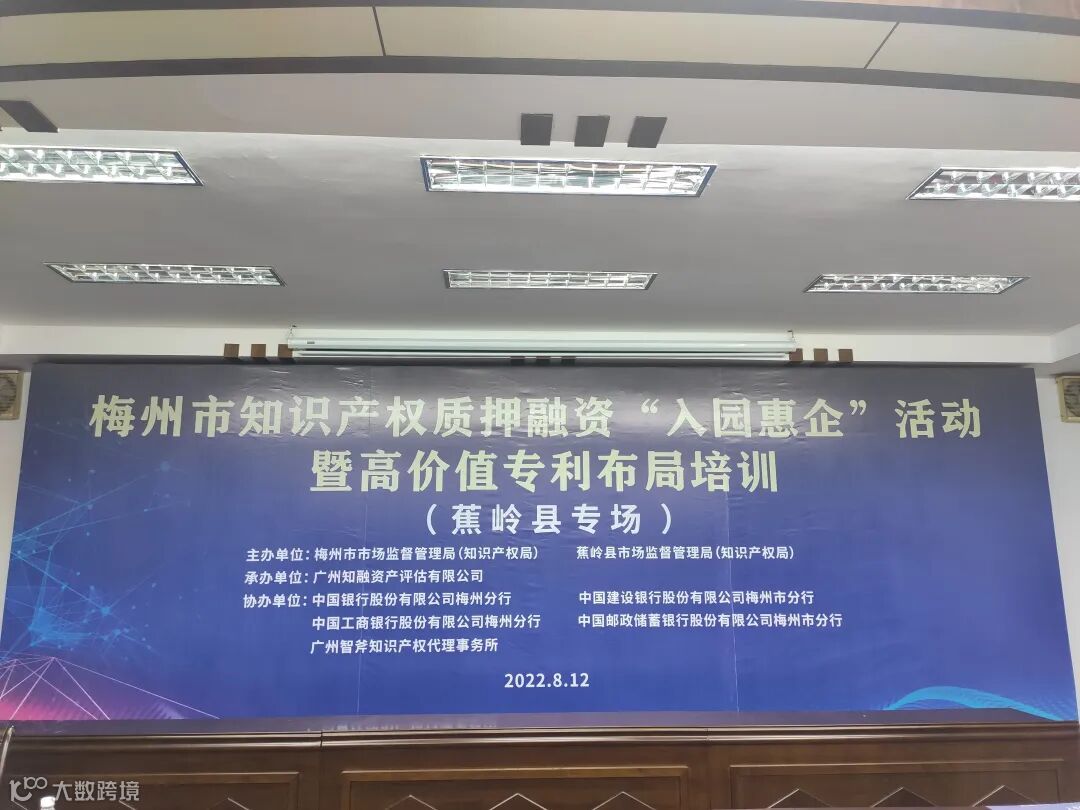 梅州市知识产权质押融资“入园惠企”活动
暨高价值专利布局培训
（蕉岭县专场）
主办单位：梅州市市场监督管理局（知识产权局） 蕉岭县市场监督管理局（知识产权局）
承办单位：广州知融资产评估有限公司
协办单位：中国银行股份有限公司梅州分行 中国建设银行股份有限公司梅州市分行
中国工商银行股份有限公司梅州分行 中国邮政储蓄银行股份有限公司梅州市分行
广州智斧知识产权代理事务所
2022.8.12
大数跨境